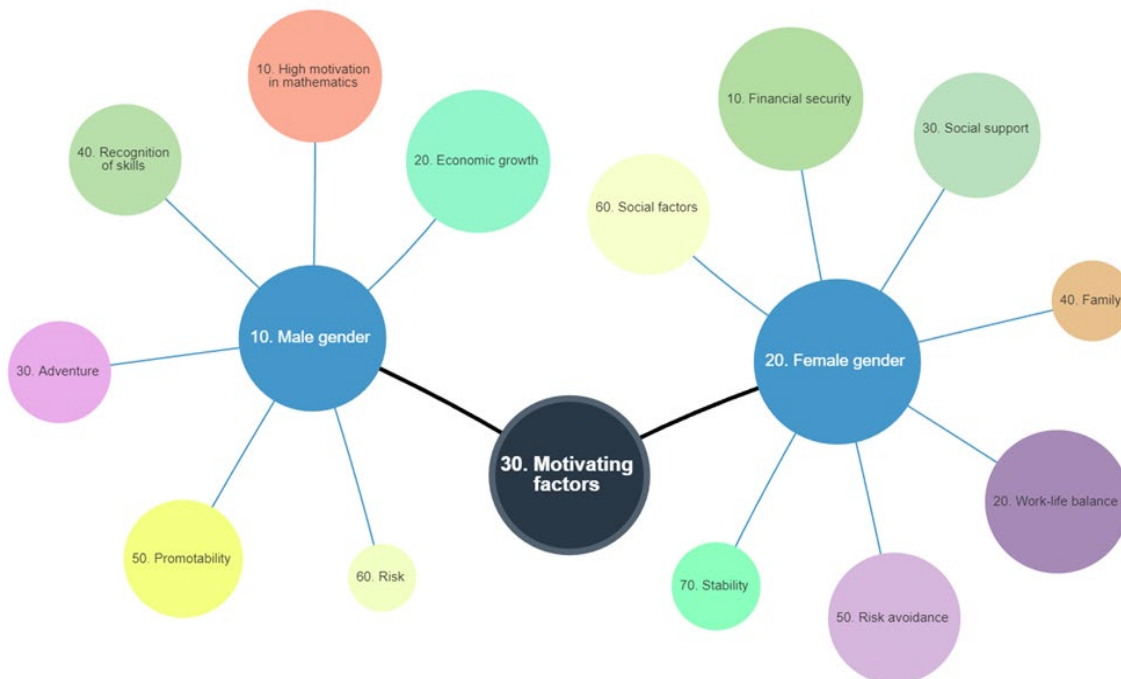 10. High motivation
in mathematics
40. Recognition
of skills
20. Economic growth
10. Male gender
30. Adventure
50. Promotability
60. Risk
30. Motivating
factors
10. Financial security
30. Social support
60. Social factors
40. Family
20. Female gender
20. Work-life balance
70. Stability
50. Risk avoidance